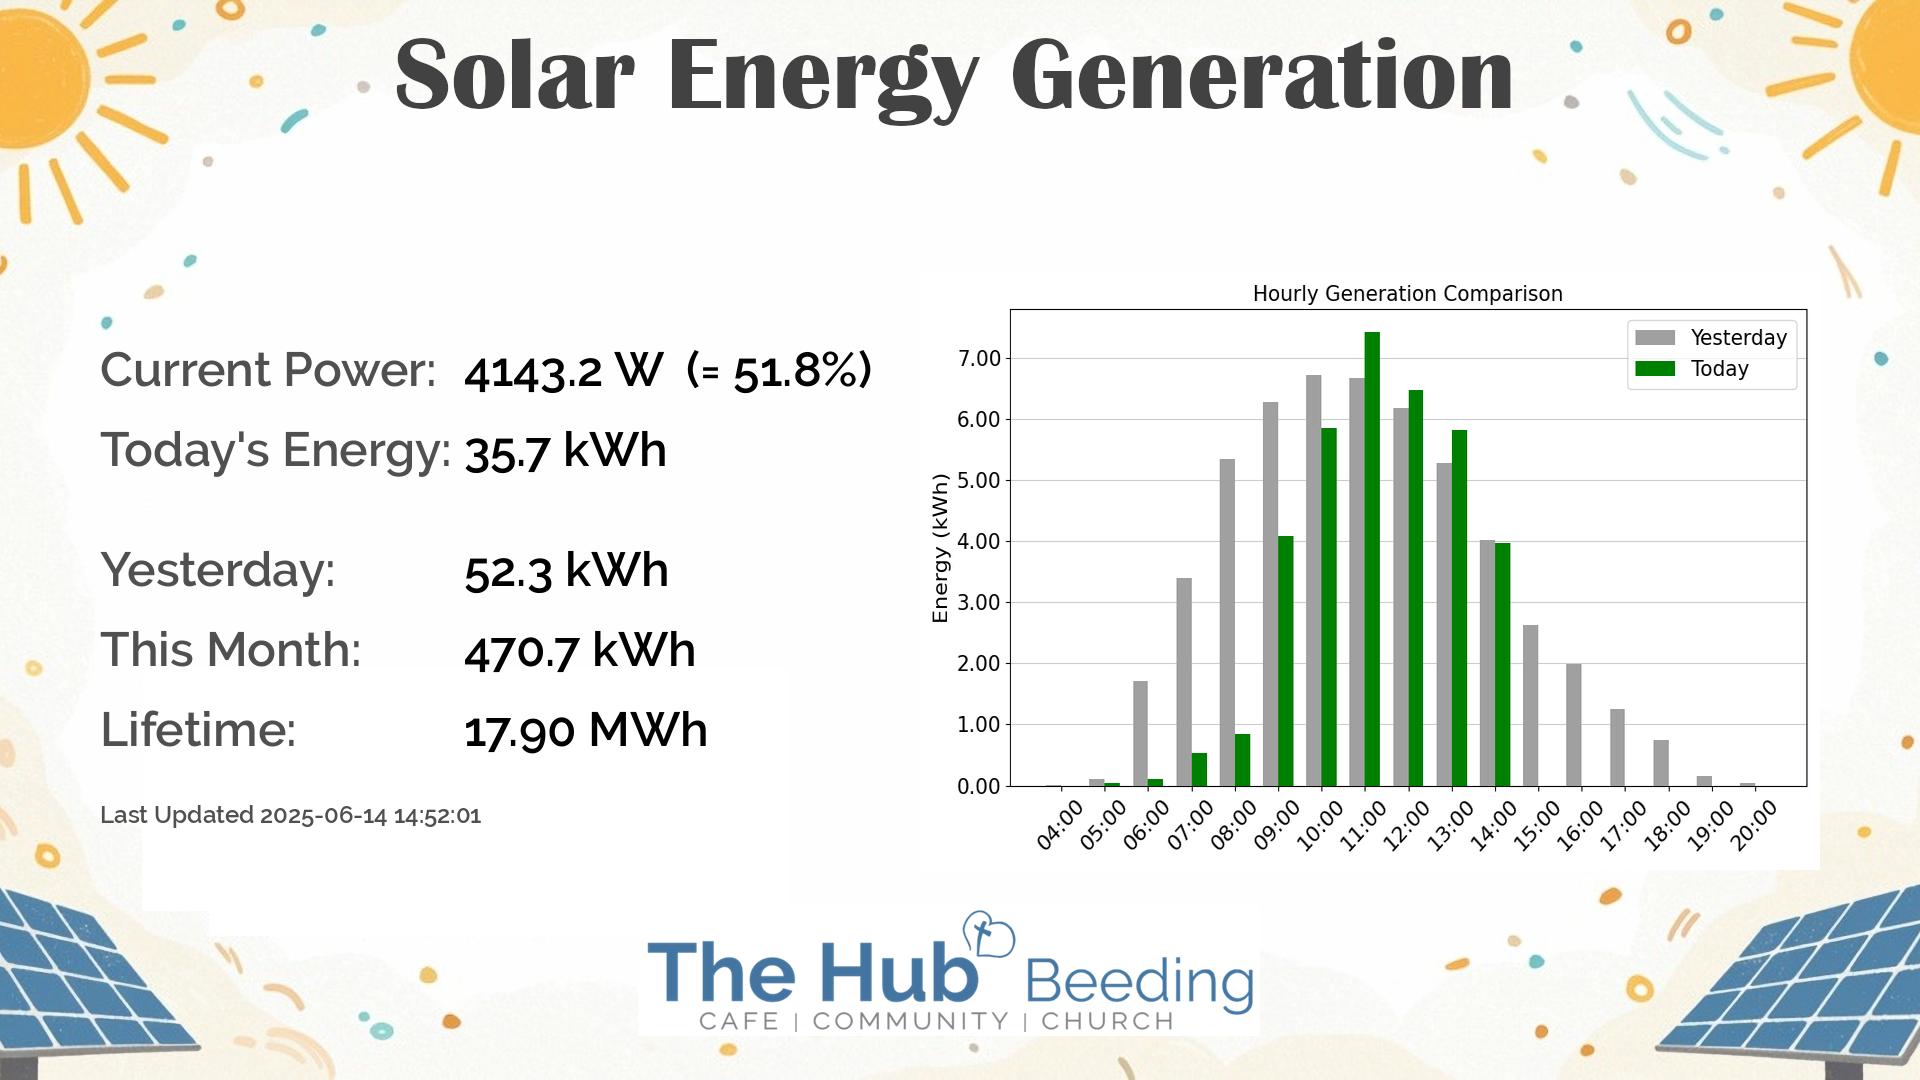 Solar Energy Generation
Current Power: 4143.2 W (= 51.8%)
Today's Energy: 35.7 kWh
Yesterday: 52.3 kWh
This Month: 470.7 kWh
Lifetime: 17.90 MWh
Last Updated 2025-06-14 14:52:01
Hourly Generation Comparison
Yesterday
Today
Energy (kWh)
7.00
6.00
5.00
4.00
3.00
2.00
1.00
0.00
04:00 05:00 06:00 07:00 08:00 09:00 10:00 11:00 12:00 13:00 14:00 15:00 16:00 17:00 18:00 19:00 20:00
The Hub Beeding
CAFE | COMMUNITY | CHURCH